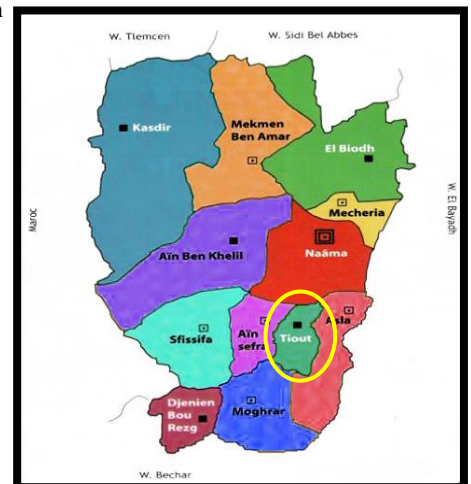 W. Tlemcen
W. Sidi Bel Abbes
Kasdir
Mekmen
Ben Amar
El Biodh
Mecheria
Maroc
W. El Bayadh
Aïn Ben Khelil
Naâma
Sfissifa
Aïn
sefra
Tiout
Asla
Djenien
Bou
Rezg
Moghrar
W. Bechar